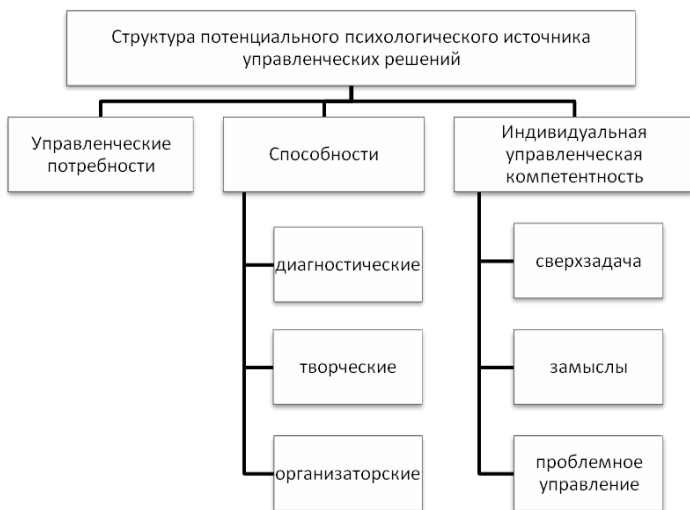 Структура потенциального психологического источника
управленческих решений
Управленческие
потребности
Способности
Индивидуальная
управленческая
компетентность
диагностические
творческие
организаторские
сверхзадача
замыслы
проблемное
управление